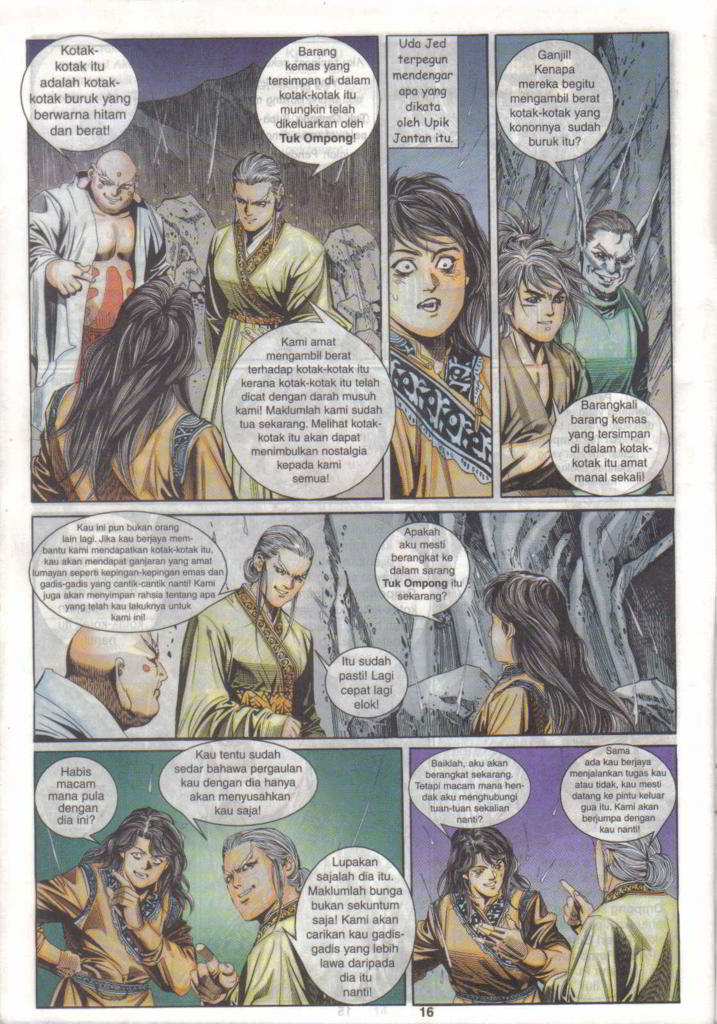 Kotak-
kotak itu
adalah kotak-
kotak buruk yang
berwarna hitam
dan berat!
Barang
kemas yang
tersimpan di dalam
kotak-kotak itu
mungkin telah
dikeluarkan oleh
Tuk Ompong!
Kami amat
mengambil berat
terhadap kotak-kotak itu
kerana kotak-kotak itu telah
dicat dengan darah musuh
kami! Maklumlah kami sudah
tua sekarang. Melihat kotak-
kotak itu akan dapat
menimbulkan nostalgia
kepada kami
semua!
Uda Jed
terpegun
mendengar
apa yang
dikata
oleh Upik
Jantan itu.
Ganjil!
Kenapa
mereka begitu
mengambil berat
kotak-kotak yang
kononnya sudah
buruk itu?
Barangkali
barang kemas
yang tersimpan
di dalam kotak-
kotak itu amat
manal sekali!
Kau ini pun bukan orang
lain lagi. Jika kau berjaya mem-
bantu kami mendapatkan kotak-kotak itu,
kau akan mendapat ganjaran yang amat
lumayan seperti kepingan-kepingan emas dan
gadis-gadis yang cantik-cantik nanti! Kami
juga akan menyimpan rahsia tentang apa
yang telah kau lakuknya untuk
kami ini!
Itu sudah
pasti! Lagi
cepat lagi
elok!
Apakah
aku mesti
berangkat ke
dalam sarang
Tuk Ompong itu
sekarang?
Habis
macam
mana pula
dengan
dia ini?
Kau tentu sudah
sedar bahawa pergaulan
kau dengan dia hanya
akan menyusahkan
kau saja!
Lupakan
sajalah dia itu.
Maklumlah bunga
bukan sekuntum
saja! Kami akan
carikan kau gadis-
gadis yang lebih
lawa daripada
dia itu
nanti!
Baiklah, aku akan
berangkat sekarang.
Tetapi macam mana hen-
dak aku menghubungi
tuan-tuan sekalian
nanti?
Sama
ada kau berjaya
menjalankan tugas kau
atau tidak, kau mesti
datang ke pintu keluar
gua itu. Kami akan
berjumpa dengan
kau nanti!
16